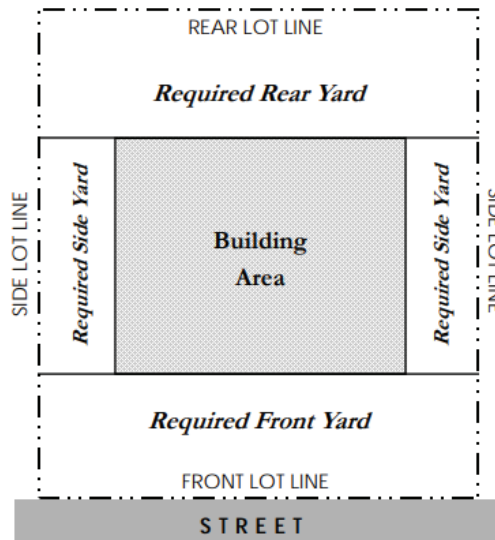 REAR LOT LINE
Required Rear Yard
SIDE LOT LINE
Required Side Yard
Building
Area
Required Side Yard
SIDE LOT LINE
Required Front Yard
FRONT LOT LINE
STREET